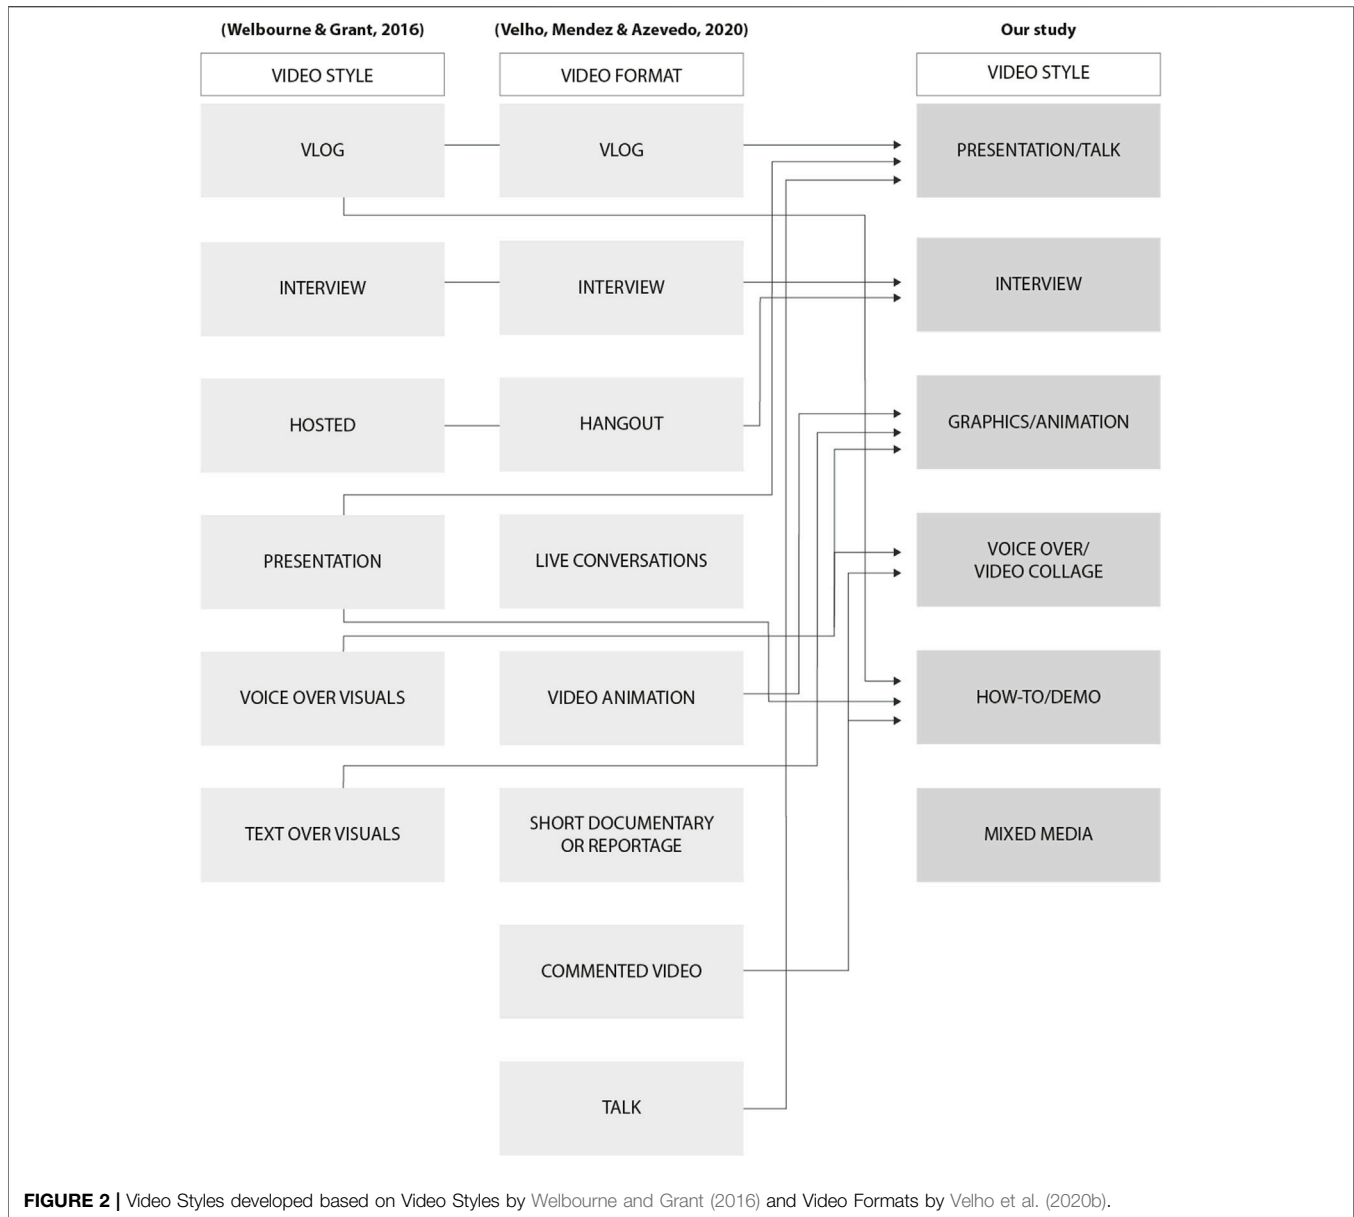 (Welbourne & Grant, 2016)
(Velho, Mendez & Azevedo, 2020)
Our study
VIDEO STYLE
VIDEO FORMAT
VIDEO STYLE
VLOG
VLOG
PRESENTATION/TALK
INTERVIEW
INTERVIEW
INTERVIEW
HOSTED
HANGOUT
GRAPHICS/ANIMATION
PRESENTATION
LIVE CONVERSATIONS
VOICE OVER/
VIDEO COLLAGE
VOICE OVER VISUALS
VIDEO ANIMATION
HOW-TO/DEMO
TEXT OVER VISUALS
SHORT DOCUMENTARY
OR REPORTAGE
MIXED MEDIA
COMMENTED VIDEO
TALK
FIGURE 2 | Video Styles developed based on Video Styles by Welbourne and Grant (2016) and Video Formats by Velho et al. (2020b).